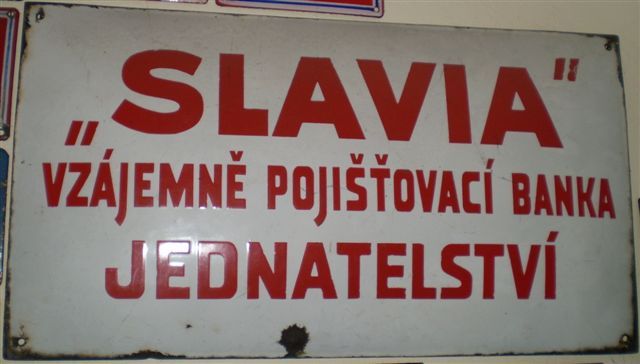 „SLAVIA"
VZÁJEMNĚ POJIŠŤOVACÍ BANKA
JEDNATELSTVÍ